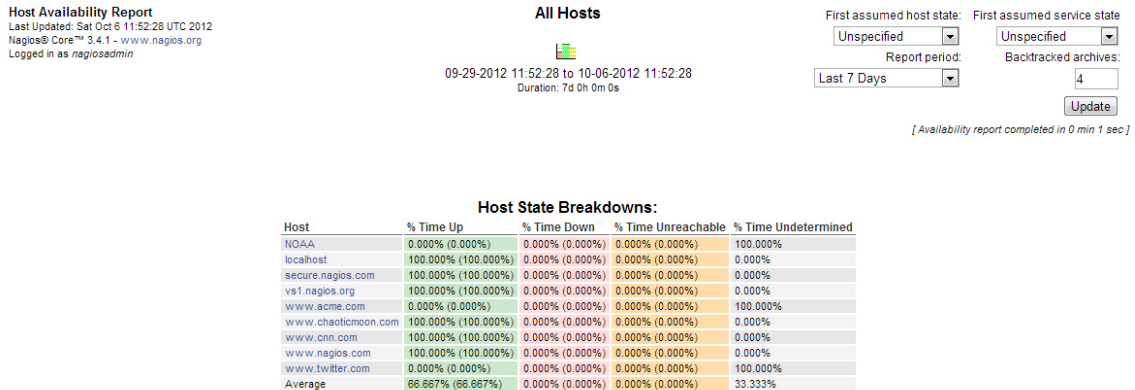 Host Availability Report
Last Updated: Sat Oct 6 11:52:28 UTC 2012
Nagios® Core™ 3.4.1 - www.nagios.org
Logged in as nagiosadmin
All Hosts
09-29-2012 11:52:28 to 10-06-2012 11:52:28
Duration: 7d 0h 0m 0s
First assumed host state: First assumed service state
Unspecified Unspecified
Report period: Backtracked archives:
Last 7 Days 4
Update
[ Availability report completed in 0 min 1 sec ]
Host State Breakdowns:
Host % Time Up % Time Down % Time Unreachable % Time Undetermined
NOAA 0.000% (0.000%) 0.000% (0.000%) 0.000% (0.000%) 100.000%
localhost 100.000% (100.000%) 0.000% (0.000%) 0.000% (0.000%) 0.000%
secure.nagios.com 100.000% (100.000%) 0.000% (0.000%) 0.000% (0.000%) 0.000%
vs1.nagios.org 100.000% (100.000%) 0.000% (0.000%) 0.000% (0.000%) 0.000%
www.acme.com 0.000% (0.000%) 0.000% (0.000%) 0.000% (0.000%) 100.000%
www.chaoticmoon.com 100.000% (100.000%) 0.000% (0.000%) 0.000% (0.000%) 0.000%
www.cnn.com 100.000% (100.000%) 0.000% (0.000%) 0.000% (0.000%) 0.000%
www.nagios.com 100.000% (100.000%) 0.000% (0.000%) 0.000% (0.000%) 0.000%
www.twitter.com 0.000% (0.000%) 0.000% (0.000%) 0.000% (0.000%) 100.000%
Average 66.667% (66.667%) 0.000% (0.000%) 0.000% (0.000%) 33.333%